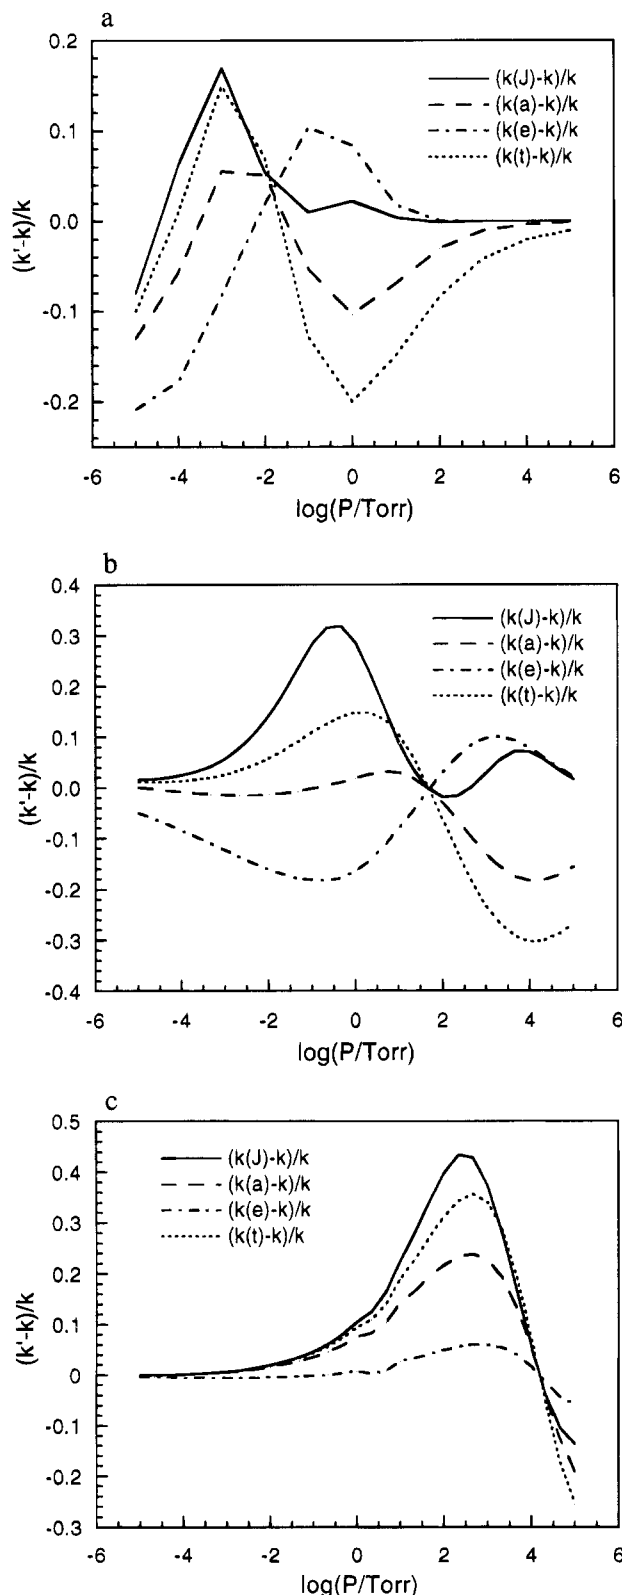 a
0.2
0.1
0.0
-0.1
-0.2
(k'-k)/k
(k(J)-k)/k
(k(a)-k)/k
(k(e)-k)/k
(k(t)-k)/k
-6 -4 -2 0 2 4 6
log(P/Torr)
b
0.4
0.3
0.2
0.1
0.0
-0.1
-0.2
-0.3
-0.4
(k'-k)/k
(k(J)-k)/k
(k(a)-k)/k
(k(e)-k)/k
(k(t)-k)/k
-6 -4 -2 0 2 4 6
log(P/Torr)
c
0.5
0.4
0.3
0.2
0.1
0
-0.1
-0.2
-0.3
(k'-k)/k
(k(J)-k)/k
(k(a)-k)/k
(k(e)-k)/k
(k(t)-k)/k
-6 -4 -2 0 2 4 6
log(P/Torr)